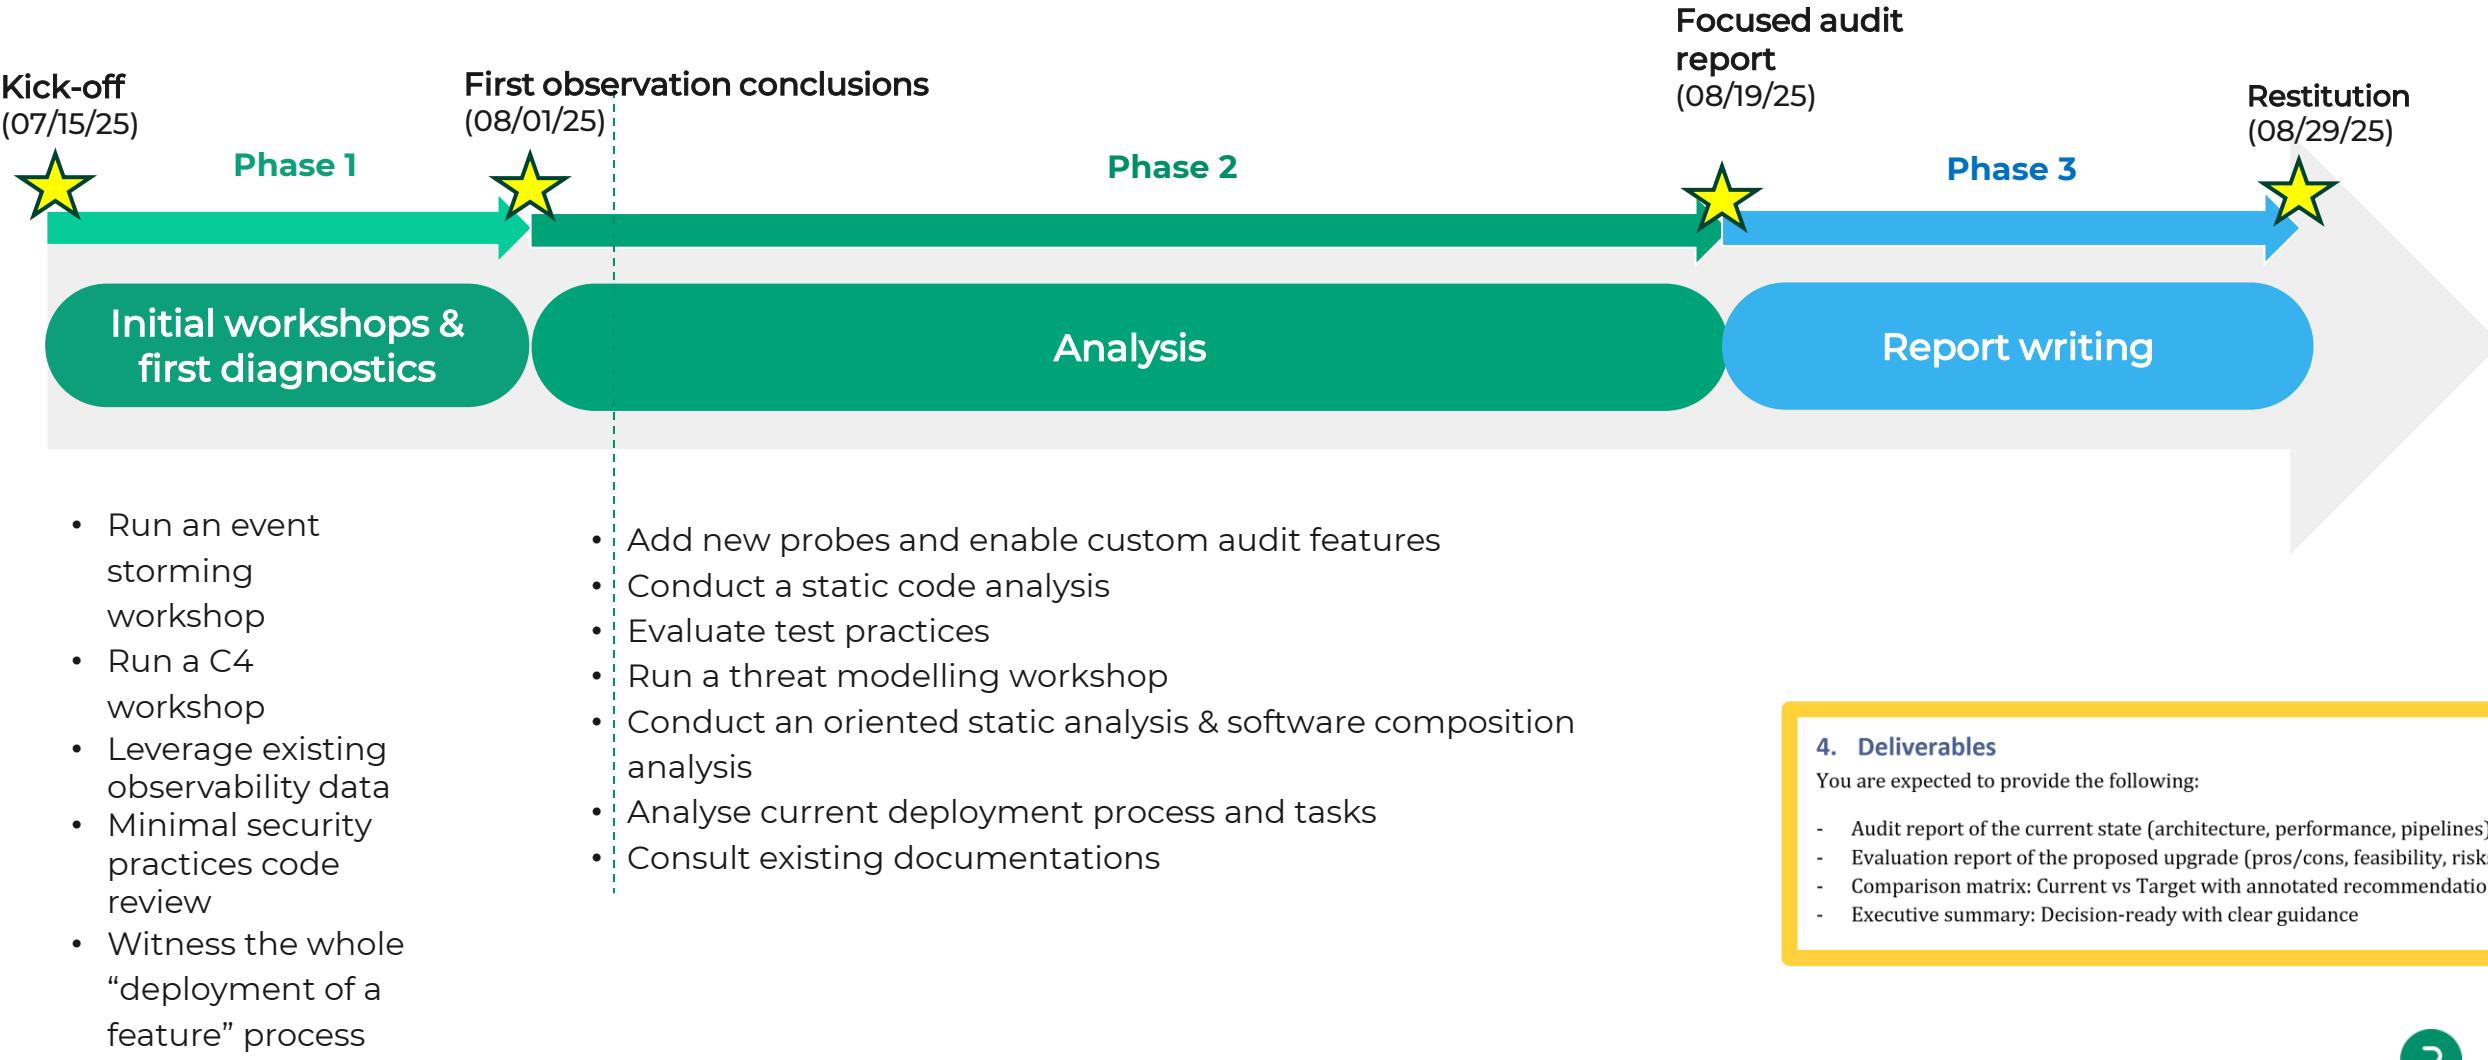 Focused audit
report
(08/19/25)
Kick-off
(07/15/25)
First observation conclusions
(08/01/25)
Restitution
(08/29/25)
Phase 1
Phase 2
Phase 3
Initial workshops &
first diagnostics
Analysis
Report writing
• Run an event
storming
workshop
• Run a C4
workshop
• Leverage existing
observability data
• Minimal security
practices code
review
• Witness the whole
“deployment of a
feature” process
• Add new probes and enable custom audit features
• Conduct a static code analysis
• Evaluate test practices
• Run a threat modelling workshop
• Conduct an oriented static analysis & software composition
analysis
• Analyse current deployment process and tasks
• Consult existing documentations
4. Deliverables
You are expected to provide the following:
- Audit report of the current state (architecture, performance, pipelines)
- Evaluation report of the proposed upgrade (pros/cons, feasibility,
- Comparison matrix: Current vs Target with annotated
- Executive summary: Decision-ready with clear guidance